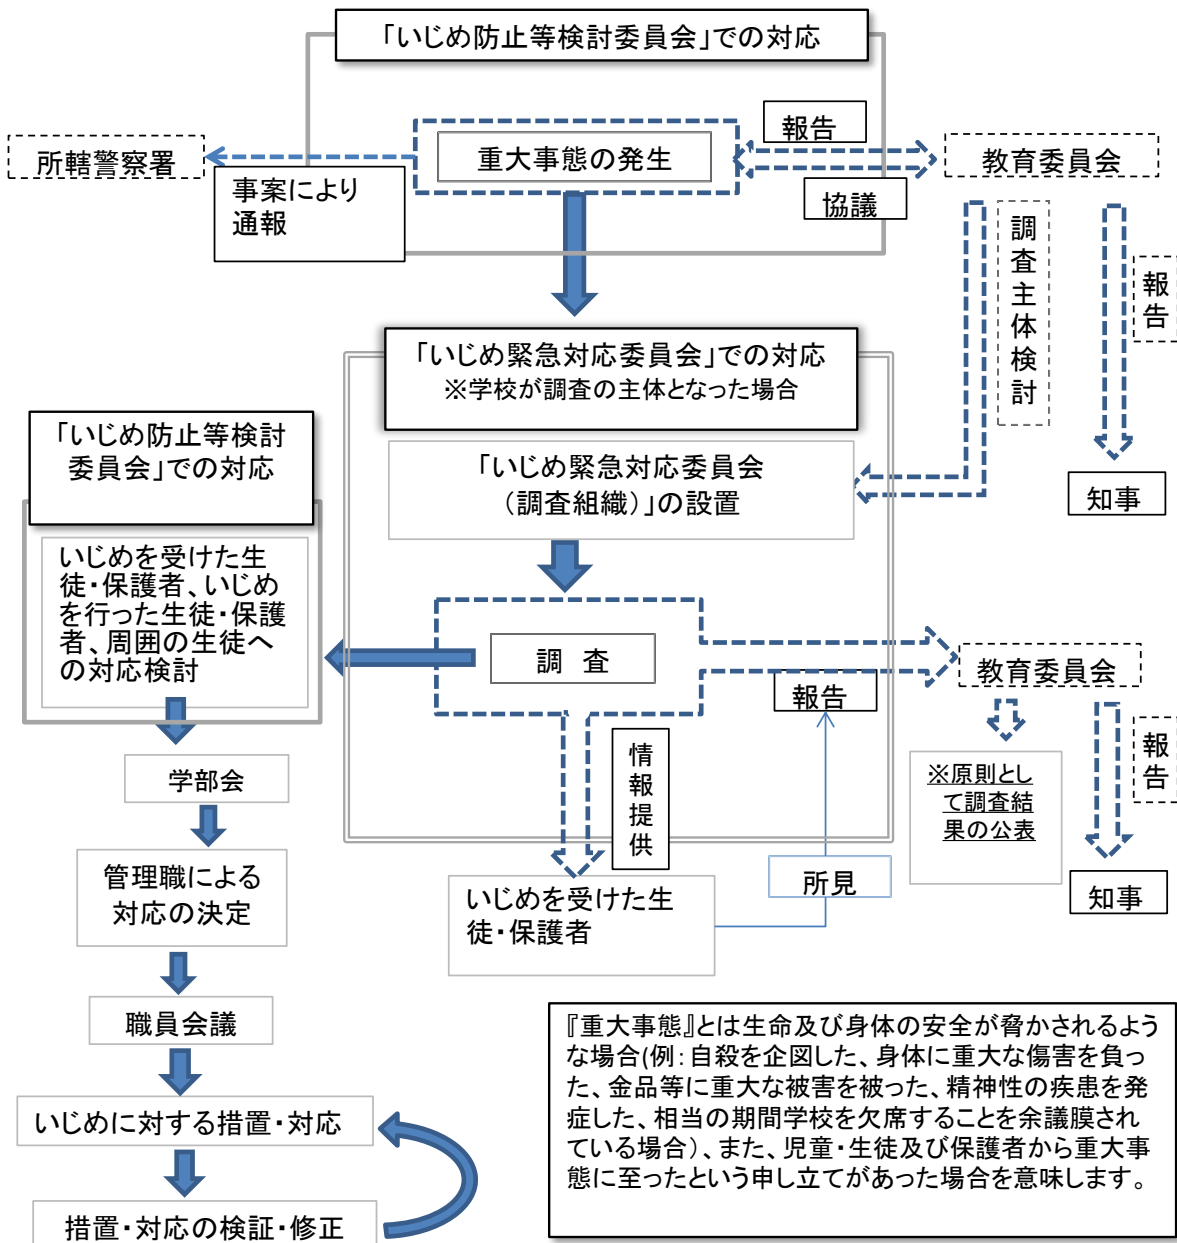 「いじめ防止等検討委員会」での対応
報告
所轄警察署
重大事態の発生
教育委員会
事案により
通報
協議
調査主体検討
報告
「いじめ緊急対応委員会」での対応
※学校が調査の主体となった場合
「いじめ防止等検討
委員会」での対応
「いじめ緊急対応委員会
(調査組織)」の設置
知事
いじめを受けた生
徒・保護者、いじめ
を行った生徒・保護
者、周囲の生徒へ
の対応検討
調 査
教育委員会
報告
情報提供
報告
※原則とし
て調査結
果の公表
学部会
管理職による
対応の決定
いじめを受けた生
徒・保護者
所見
知事
職員会議
『重大事態』とは生命及び身体の安全が脅かされるよう
な場合(例:自殺を企図した、身体に重大な傷害を負っ
た、金品等に重大な被害を被った、精神性の疾患を発
症した、相当の期間学校を欠席することを余議膜され
ている場合)、また、児童・生徒及び保護者から重大事
態に至ったという申し立てがあった場合を意味します。
いじめに対する措置・対応
措置・対応の検証・修正